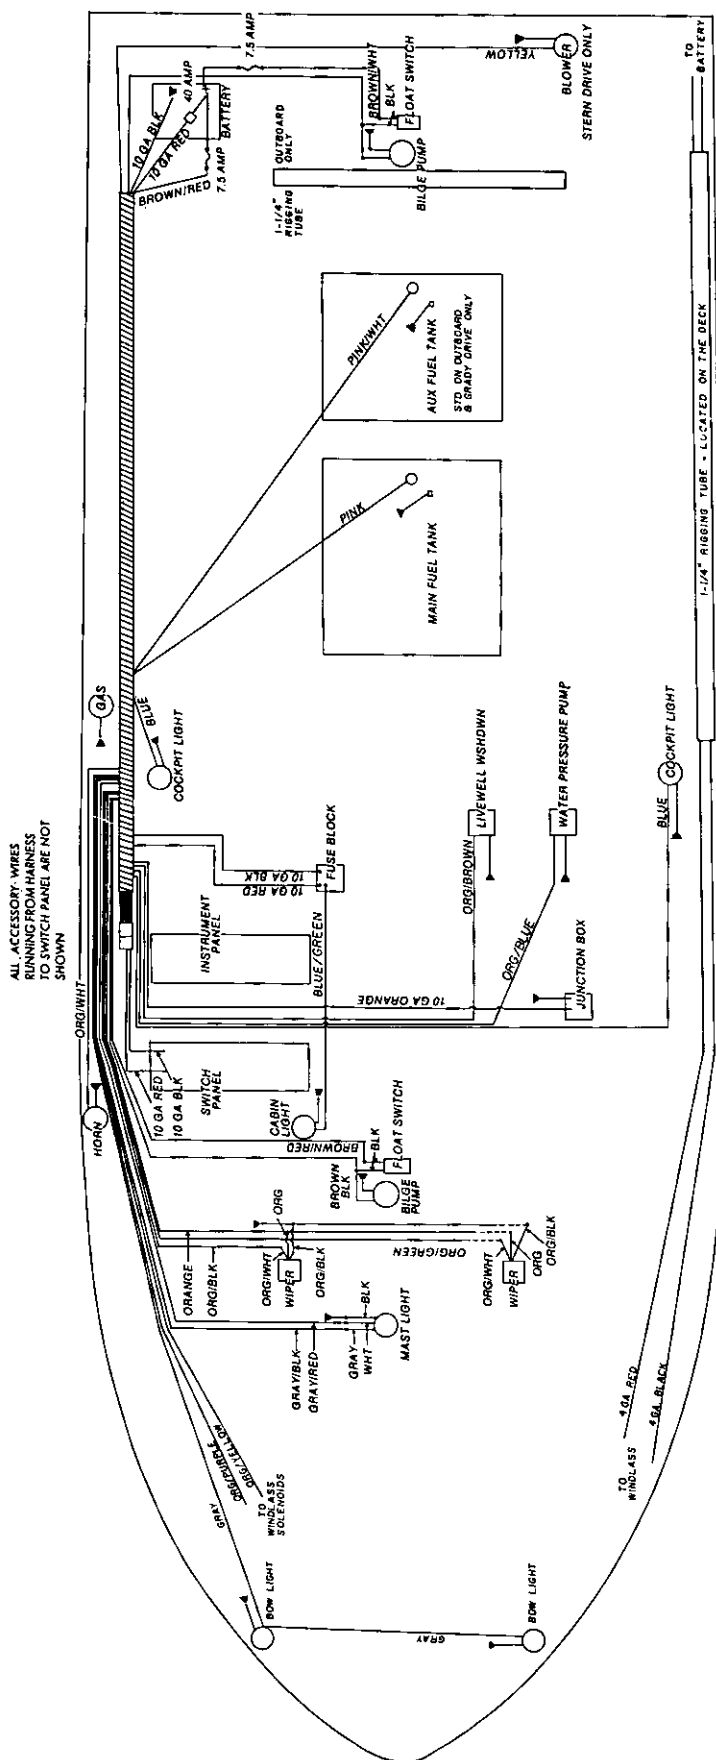 ALL ACCESSORY WIRES
RUNNING FROM HARNESS
TO SWITCH PANEL ARE NOT
SHOWN
7.5 AMP
40 AMP
10 GA BLK
10 GA RED
BATTERY
BROWN/RED
7.5 AMP
BROWN/WHT
BLK
FLOAT SWITCH
BILGE PUMP
YELLOW
BLOWER
STERN DRIVE ONLY
TO
BATTERY
1-1/4"
RIGGING
TUBE
OUTBOARD
ONLY
PINK/WHT
AUX FUEL TANK
STD ON OUTBOARD
& GRADY DRIVE ONLY
PINK
MAIN FUEL TANK
1-1/4" RIGGING TUBE - LOCATED ON THE DECK
GAS
BLUE
COCKPIT LIGHT
BLUE
COCKPIT LIGHT
10 GA BLK
10 GA RED
FUSE BLOCK
ORG/BROWN
LIVEWELL WSHDWN
WATER PRESSURE PUMP
ORG/BLUE
INSTRUMENT
PANEL
BLUE/GREEN
10 GA ORANGE
JUNCTION BOX
ORG/WHT
HORN
10 GA RED
10 GA BLK
SWITCH
PANEL
CABIN
LIGHT
BROWN/RED
BLK
FLOAT SWITCH
BROWN
BLK
BILGE
PUMP
ORANGE
ORG/BLK
ORG
ORG/WHT
WIPER
ORG/BLK
ORG/GREEN
ORG/WHT
WIPER
ORG
ORG/BLK
GRAY/BLK
GRAY/RED
BLK
GRAY
WHT
MAST LIGHT
GRAY
ORG/PURPLE
ORG/YELLOW
TO
WINDLASS
SOLENOIDS
4 GA RED
4 GA BLACK
TO
WINDLASS
BOW LIGHT
GRAY
BOW LIGHT